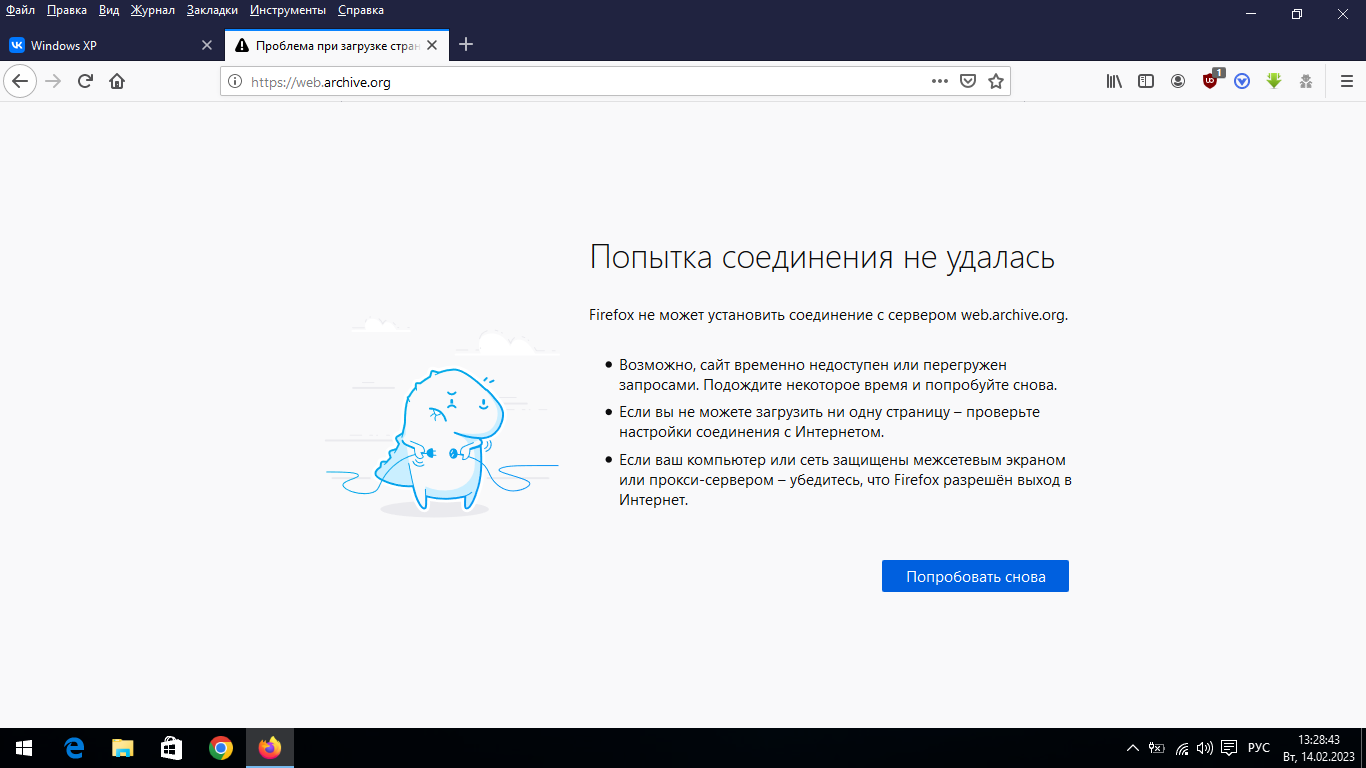 Файл Правка Вид Журнал Закладки Инструменты Справка
Windows XP
Проблема при загрузке стран
https://web.archive.org
1
Попытка соединения не удалась
Firefox не может установить соединение с сервером web.archive.org.
Возможно, сайт временно недоступен или перегружен
запросами. Подождите некоторое время и попробуйте снова.
Если вы не можете загрузить ни одну страницу – проверьте
настройки соединения с Интернетом.
Если ваш компьютер или сеть защищены межсетевым экраном
или прокси-сервером – убедитесь, что Firefox разрешён выход в
Интернет.
Попробовать снова
РУС
13:28:43
Вт, 14.02.2023